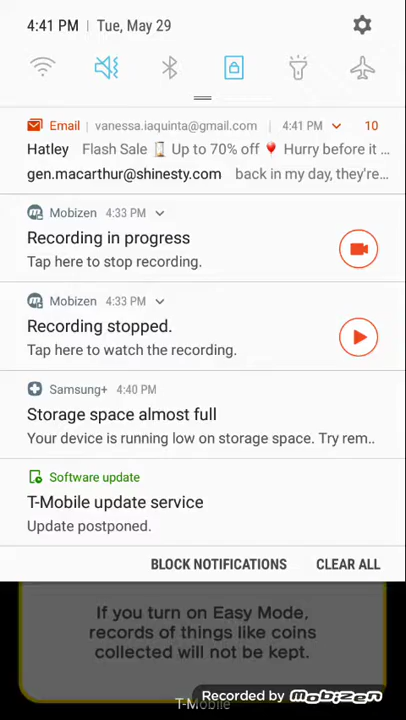 4:41 PM | Tue, May 29
Email | vanessa.iaquinta@gmail.com | 4:41 PM 10
Hatley Flash Sale ⌛ Up to 70% off 🎈 Hurry before it ...
gen.macarthur@shinesty.com back in my day, they're...
Mobizen 4:33 PM
Recording in progress
Tap here to stop recording.
Mobizen 4:33 PM
Recording stopped.
Tap here to watch the recording.
Samsung+ 4:40 PM
Storage space almost full
Your device is running low on storage space. Try rem..
Software update
T-Mobile update service
Update postponed.
BLOCK NOTIFICATIONS CLEAR ALL
If you turn on Easy Mode,
records of things like coins
collected will not be kept.
T-Mobile
Recorded by Mobizen